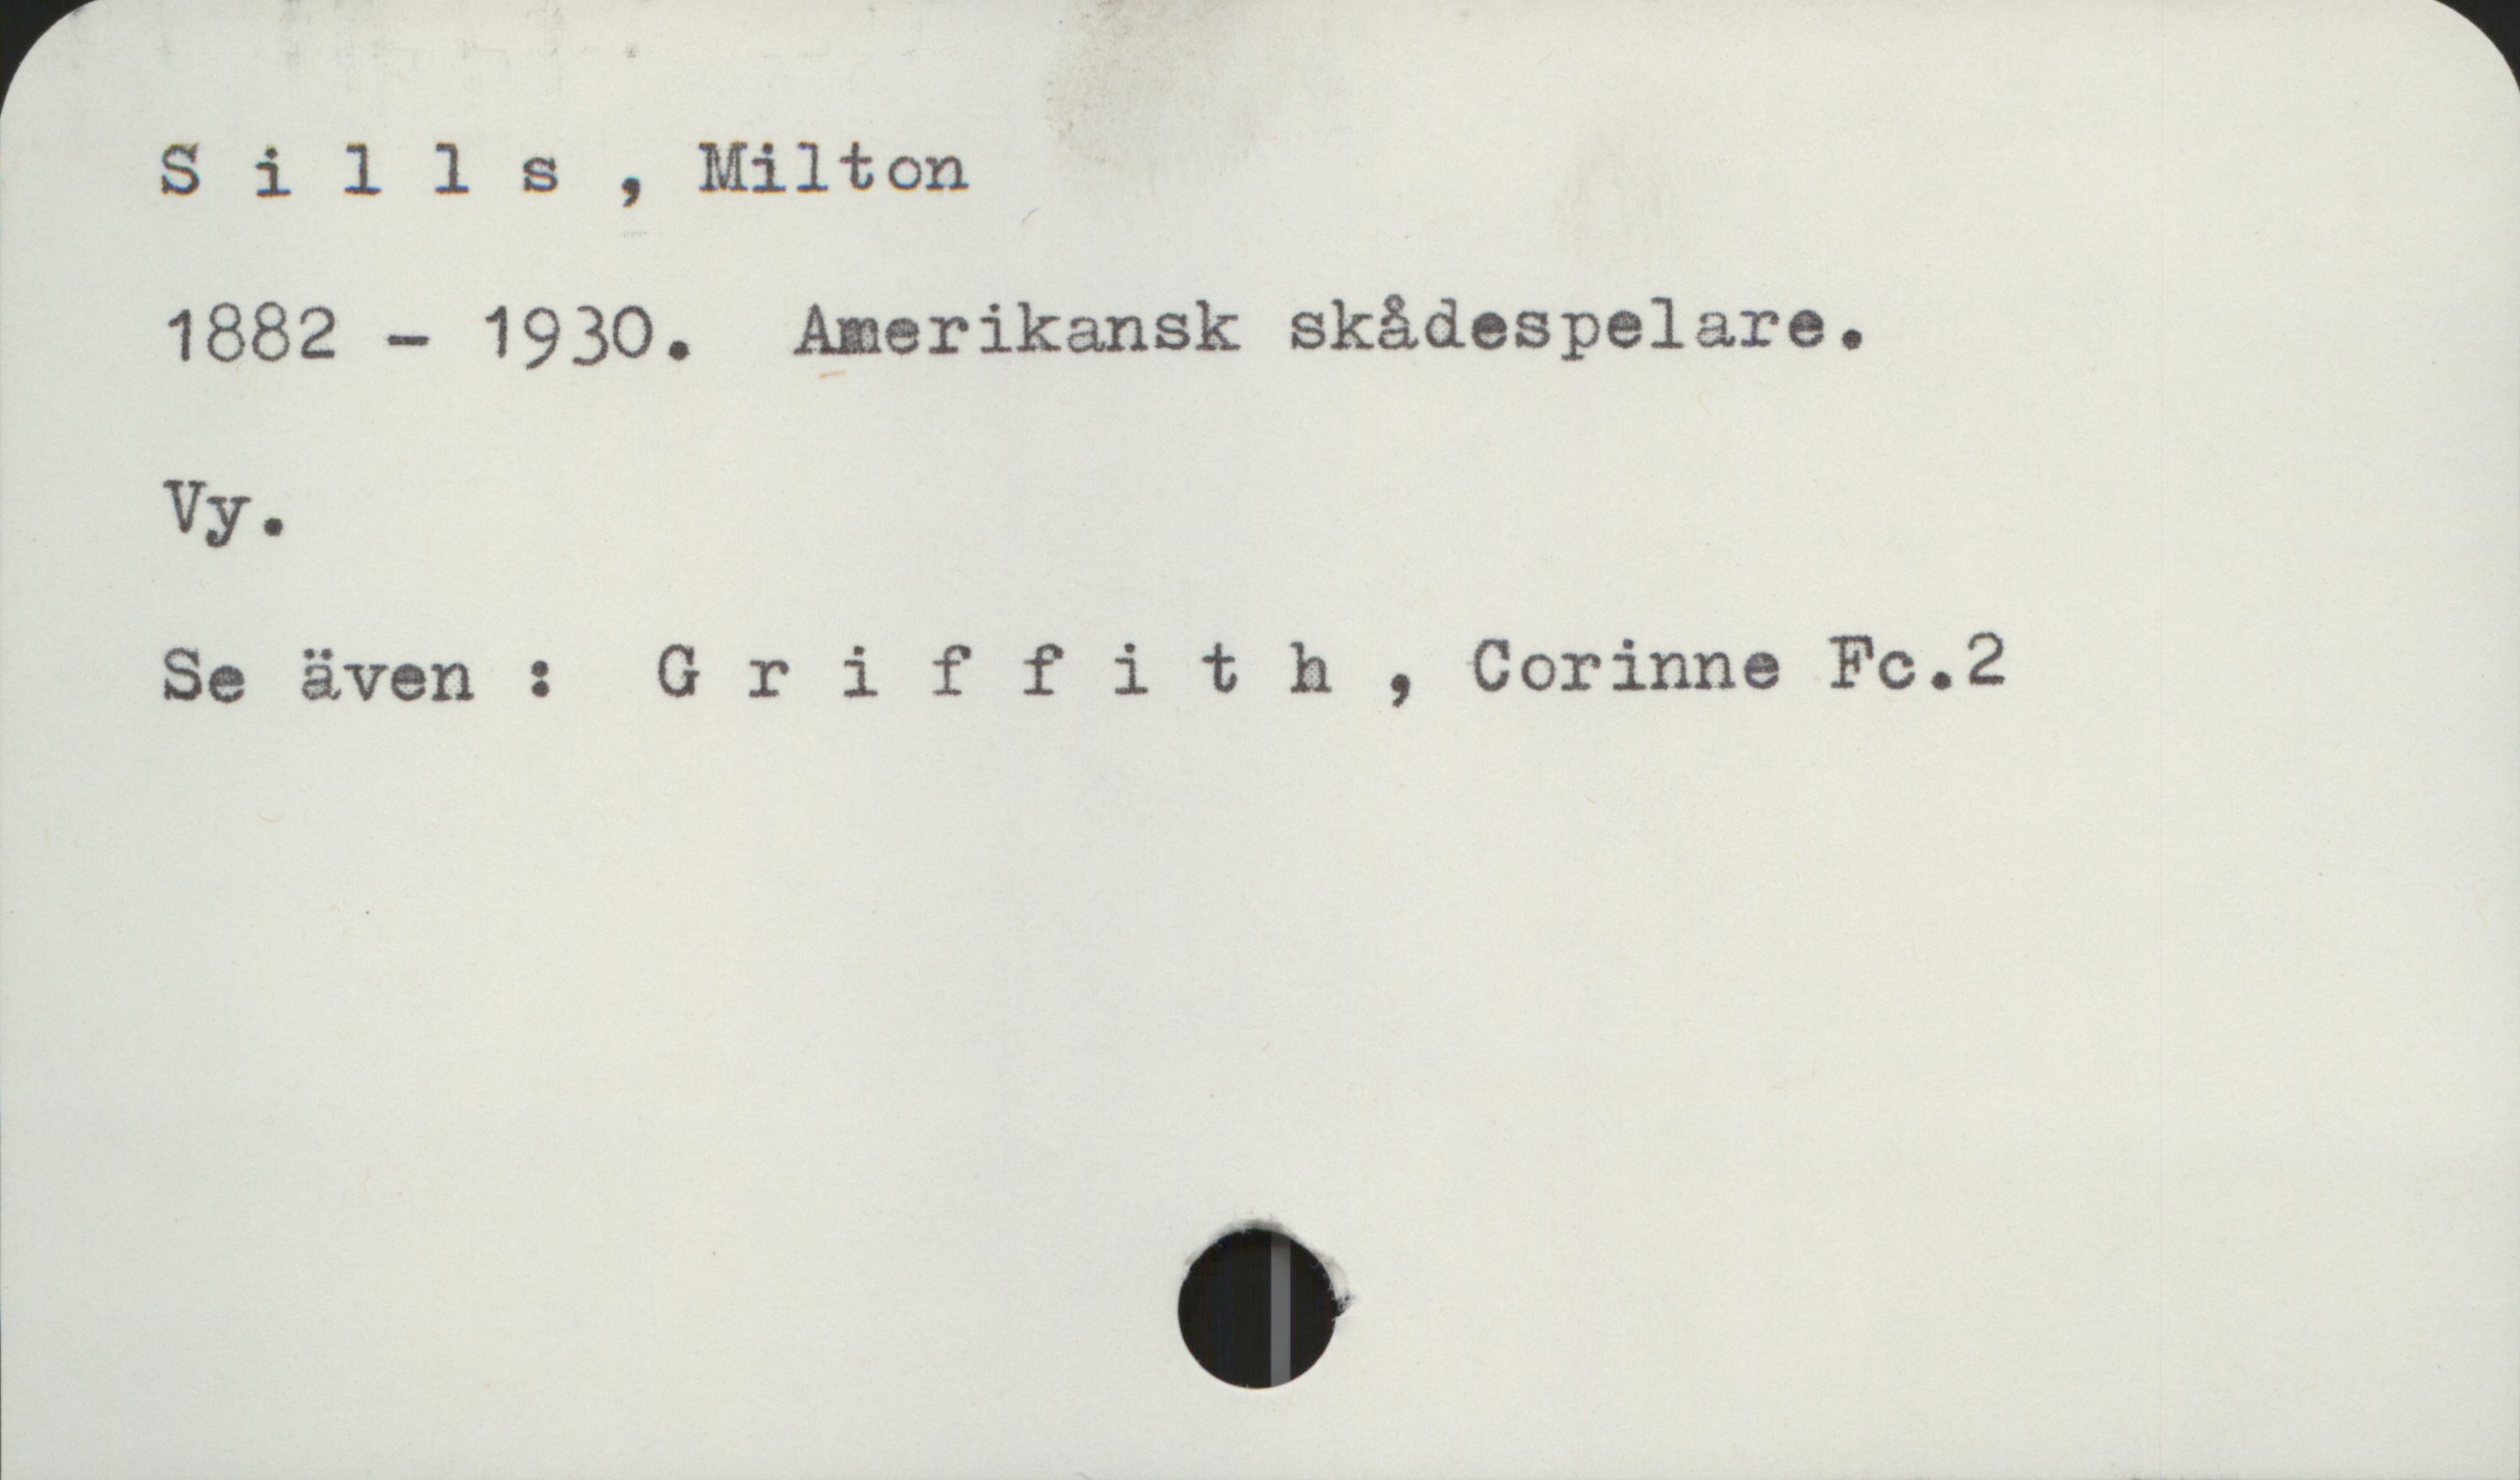 S i l l s , Milton
1882 - 1930. Amerikansk skådespelare.
Vy.
Se även : G r i f f i t h , Corinne Fc.2